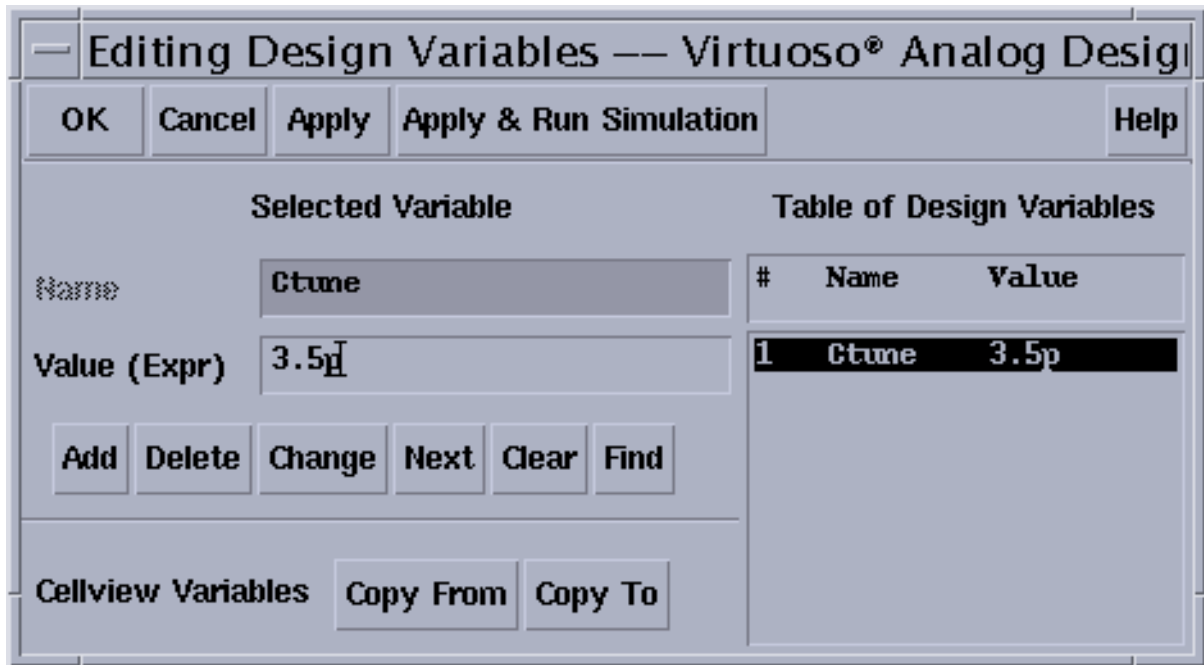 Editing Design Variables –– Virtuoso® Analog Desig
OK Cancel Apply Apply & Run Simulation Help
Selected Variable
Name Ctune
Value (Expr) 3.5p
Add Delete Change Next Clear Find
Cellview Variables Copy From Copy To
Table of Design Variables
# Name Value
1 Ctune 3.5p